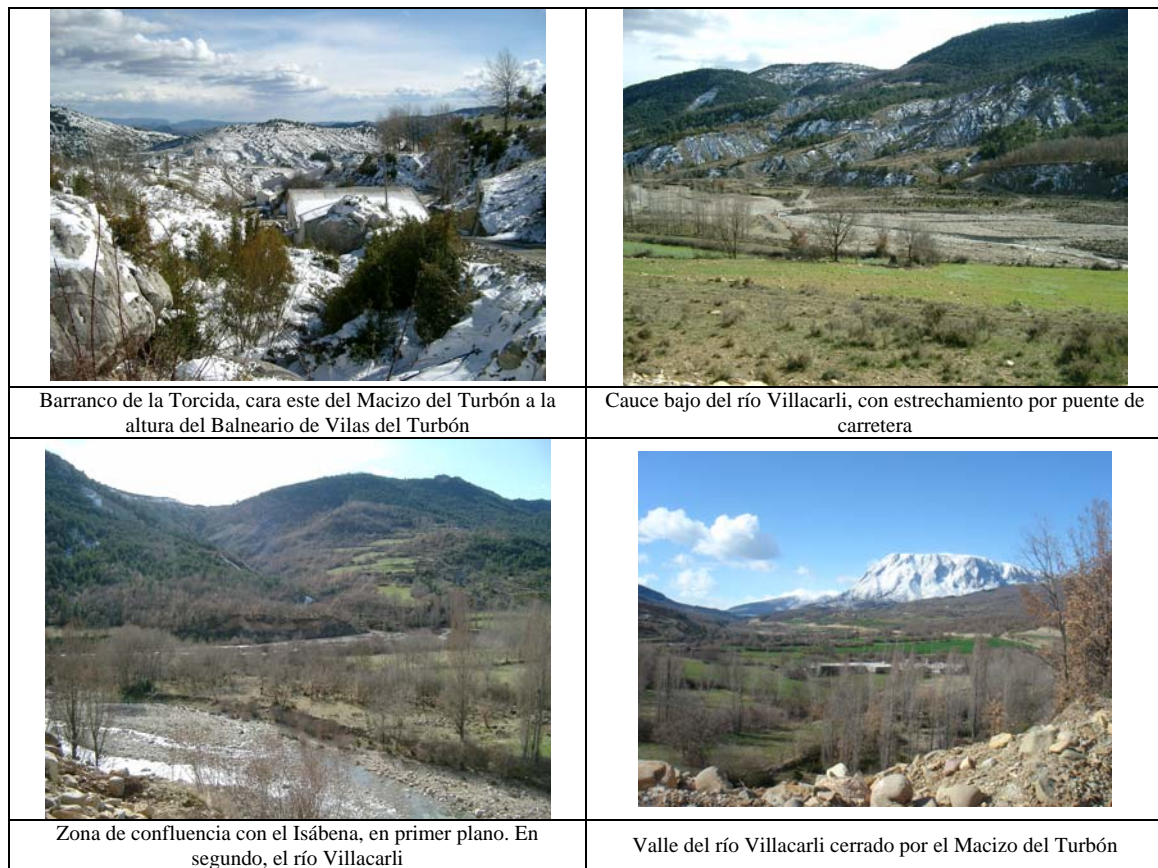 Barranco de la Torcida, cara este del Macizo del Turbón a la
altura del Balneario de Vilas del Turbón
Cauce bajo del río Villacarli, con estrechamiento por puente de
carretera
Zona de confluencia con el Isábena, en primer plano. En
segundo, el río Villacarli
Valle del río Villacarli cerrado por el Macizo del Turbón